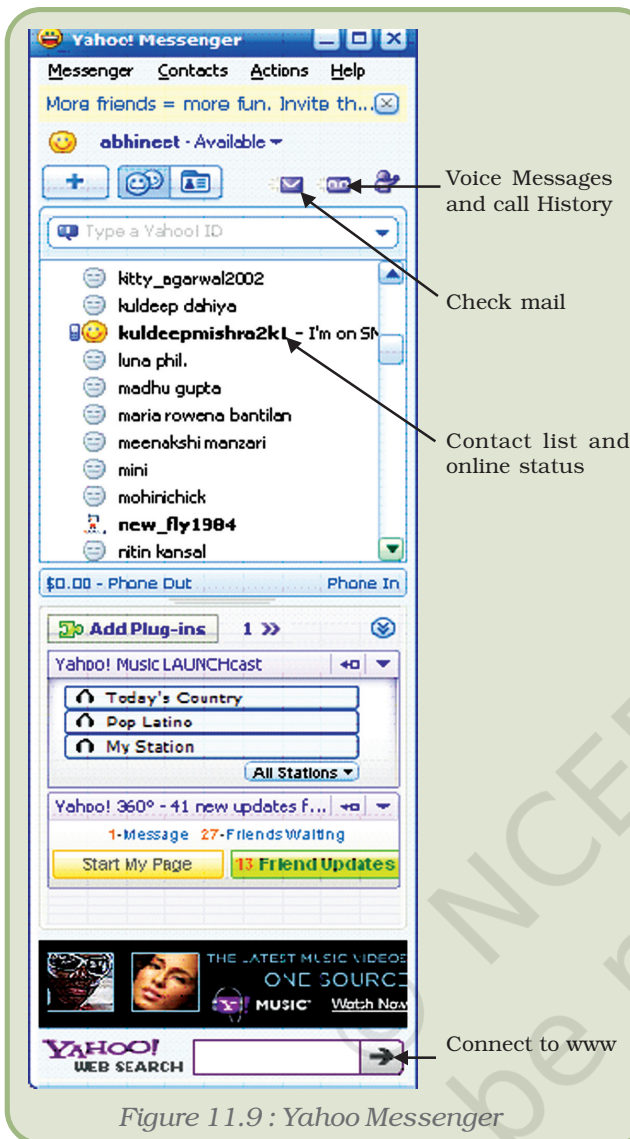 Yahoo! Messenger
Messenger Contacts Actions Help
More friends = more fun. Invite th...
abhineet - Available
Voice Messages
and call History
Type a Yahoo! ID
Check mail
kitty_agarwal2002
kuldeep dahiya
kuldeepmishra2k1 - I'm on SM
luna phil.
madhu gupta
maria rowena bantilan
meenakshi manzari
Contact list and
online status
mini
mohirichick
new_fly1984
nitin kansal
$0.00 - Phone Out Phone In
Add Plug-ins 1 >>
Yahoo! Music LAUNCHcast
Today's Country
Pop Latino
My Station
All Stations
Yahoo! 360° - 41 new updates f...
1-Message 27-Friends Waiting
Start My Page 13 Friend Updates
THE LATEST MUSIC VIDEOS
ONE SOURCE
Y! MUSIC Watch Now
YAHOO!
WEB SEARCH
Connect to www
Figure 11.9 : Yahoo Messenger
© NCE
be